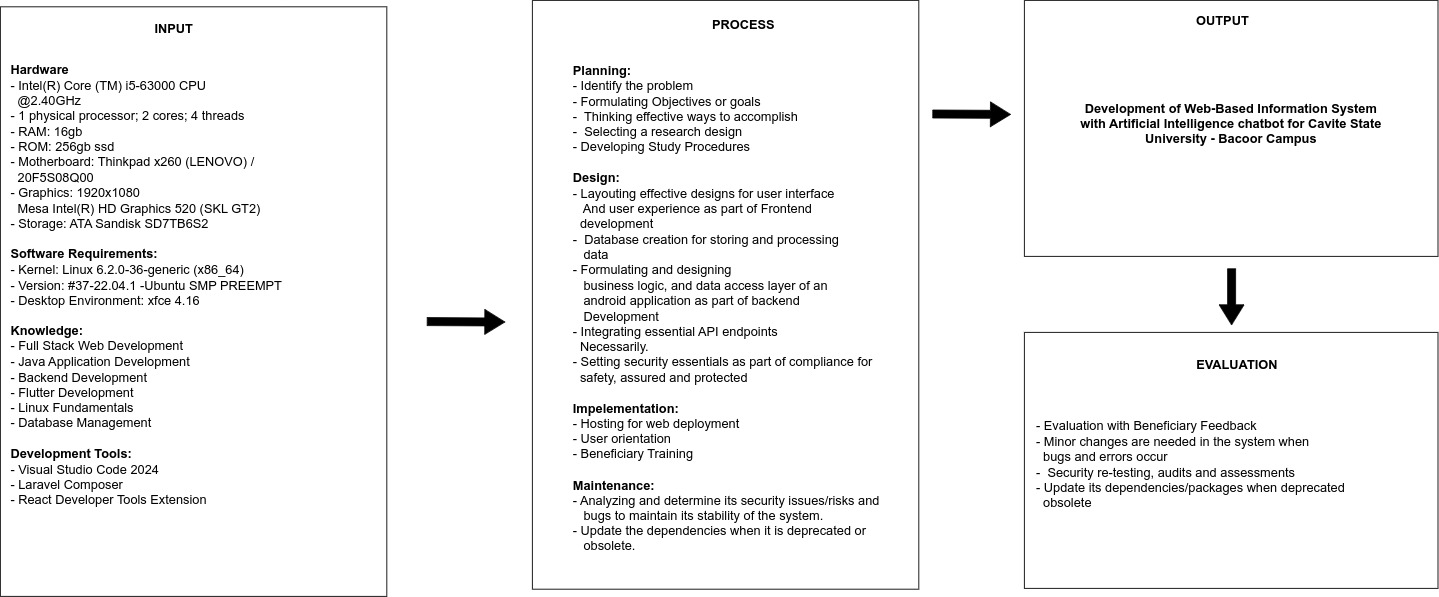 INPUT
Hardware
- Intel(R) Core (TM) i5-63000 CPU
@2.40GHz
- 1 physical processor; 2 cores; 4 threads
- RAM: 16gb
- ROM: 256gb ssd
- Motherboard: Thinkpad x260 (LENOVO) /
20F5S08Q00
- Graphics: 1920x1080
Mesa Intel(R) HD Graphics 520 (SKL GT2)
- Storage: ATA Sandisk SD7TB6S2
Software Requirements:
- Kernel: Linux 6.2.0-36-generic (x86_64)
- Version: #37-22.04.1 -Ubuntu SMP PREEMPT
- Desktop Environment: xfce 4.16
Knowledge:
- Full Stack Web Development
- Java Application Development
- Backend Development
- Flutter Development
- Linux Fundamentals
- Database Management
Development Tools:
- Visual Studio Code 2024
- Laravel Composer
- React Developer Tools Extension
PROCESS
Planning:
- Identify the problem
- Formulating Objectives or goals
- Thinking effective ways to accomplish
- Selecting a research design
- Developing Study Procedures
Design:
- Layouting effective designs for user interface
And user experience as part of Frontend
development
- Database creation for storing and processing
data
- Formulating and designing
business logic, and data access layer of an
android application as part of backend
Development
- Integrating essential API endpoints
Necessarily.
- Setting security essentials as part of compliance for
safety, assured and protected
Impelementation:
- Hosting for web deployment
- User orientation
- Beneficiary Training
Maintenance:
- Analyzing and determine its security issues/risks and
bugs to maintain its stability of the system.
- Update the dependencies when it is deprecated or
obsolete.
OUTPUT
Development of Web-Based Information System
with Artificial Intelligence chatbot for Cavite State
University - Bacoor Campus
EVALUATION
- Evaluation with Beneficiary Feedback
- Minor changes are needed in the system when
bugs and errors occur
- Security re-testing, audits and assessments
- Update its dependencies/packages when deprecated
obsolete